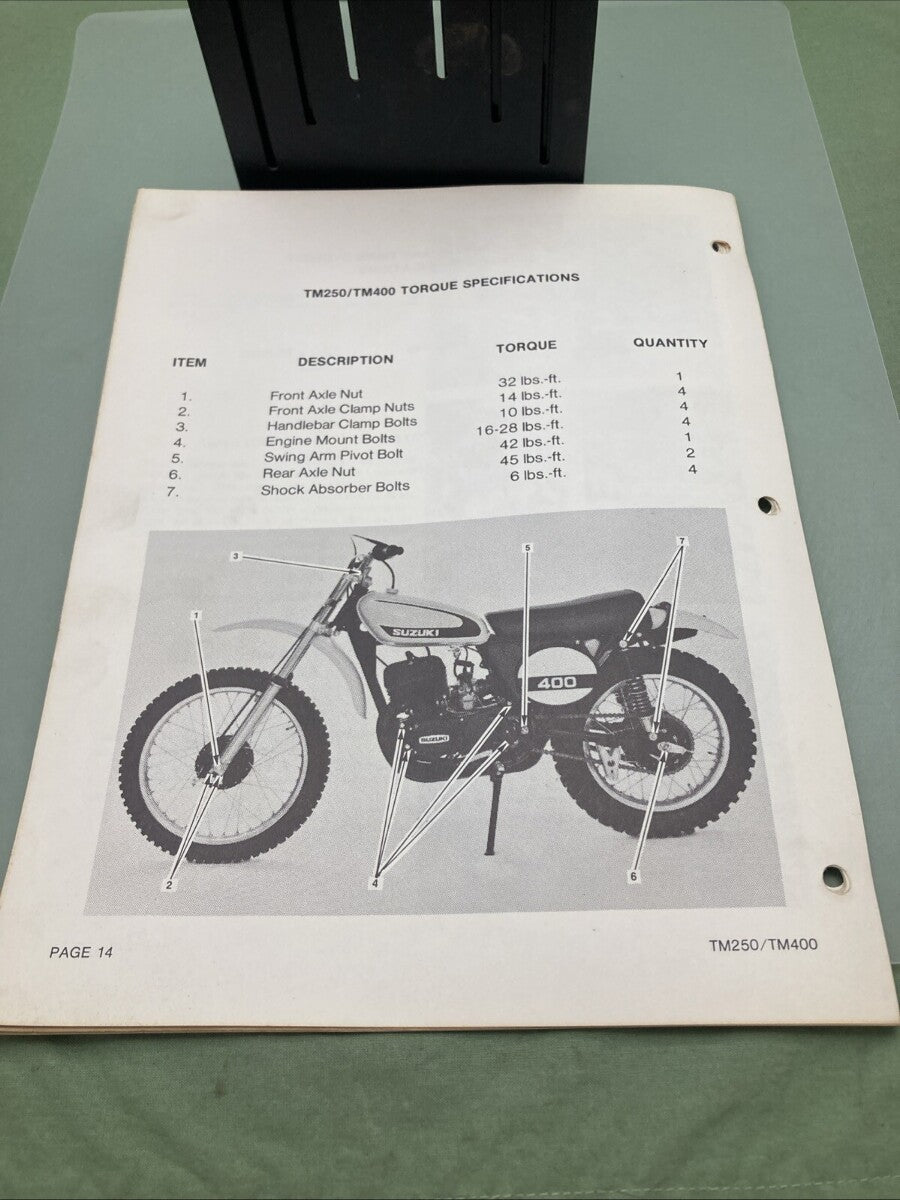 TM250/TM400 TORQUE SPECIFICATIONS
ITEM DESCRIPTION TORQUE QUANTITY
1. Front Axle Nut 32 lbs.-ft. 1
2. Front Axle Clamp Nuts 14 lbs.-ft. 4
3. Handlebar Clamp Bolts 10 lbs.-ft. 4
4. Engine Mount Bolts 16-28 lbs.-ft. 4
5. Swing Arm Pivot Bolt 42 lbs.-ft. 1
6. Rear Axle Nut 45 lbs.-ft. 2
7. Shock Absorber Bolts 6 lbs.-ft. 4
3 5 7
1
SUZUKI
400
SUZUKI
2 4 6
PAGE 14 TM250/TM400